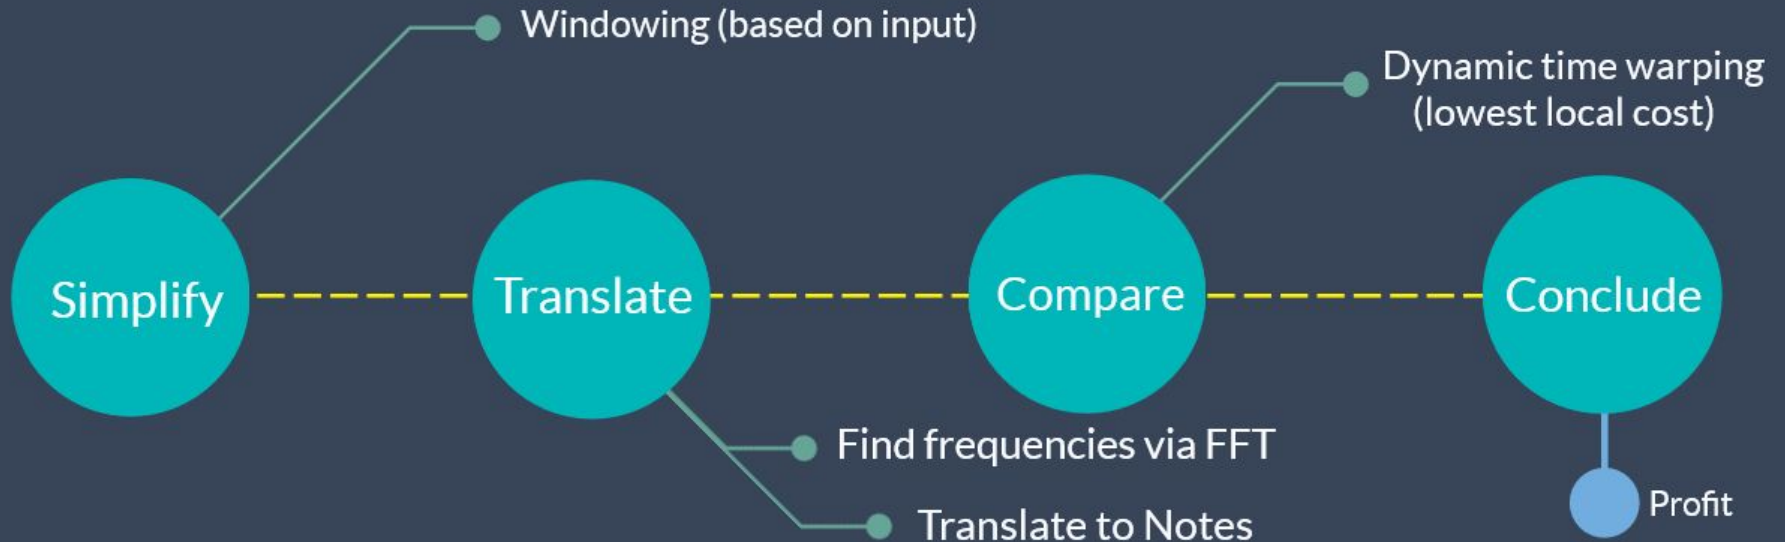 Windowing (based on input)
Dynamic time warping
(lowest local cost)
Simplify
Translate
Compare
Conclude
Find frequencies via FFT
Translate to Notes
Profit